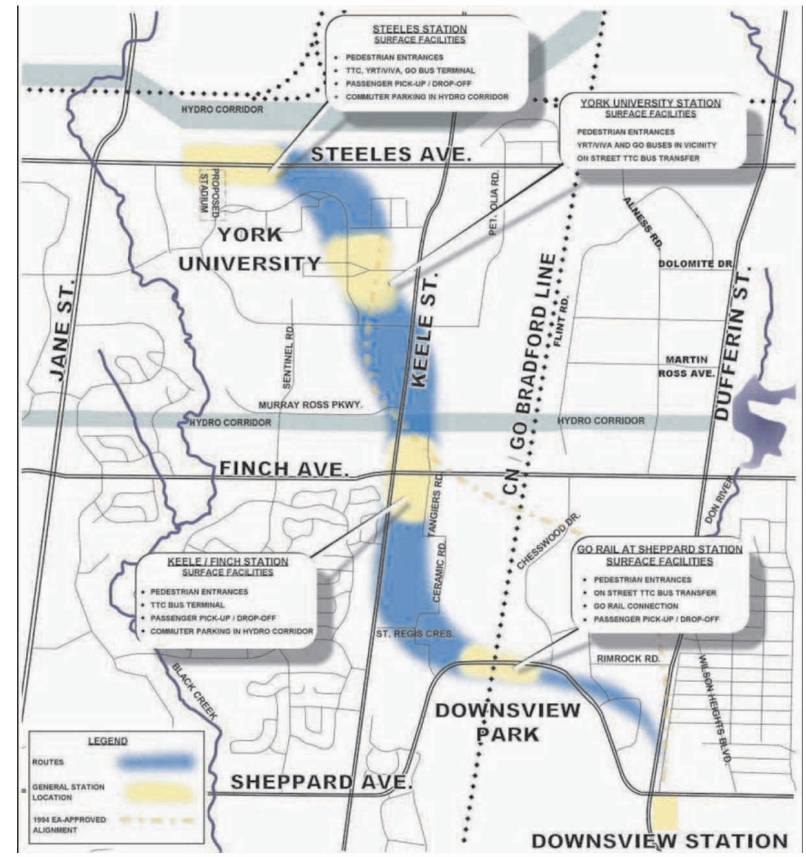 STEELES STATION
SURFACE FACILITIES
• PEDESTRIAN ENTRANCES
• TTC, YRT/VIVA, GO BUS TERMINAL
• PASSENGER PICK-UP / DROP-OFF
• COMMUTER PARKING IN HYDRO CORRIDOR
HYDRO CORRIDOR
YORK UNIVERSITY STATION
SURFACE FACILITIES
PEDESTRIAN ENTRANCES
YRT/VIVA AND GO BUSES IN VICINITY
ON STREET TTC BUS TRANSFER
STEELES AVE.
PROPOSED
STADIUM
PET. OLIA RD.
ALNESS RD.
YORK
UNIVERSITY
DOLOMITE DR.
JANE ST.
KEELE ST.
CN / GO BRADFORD LINE
FLINT RD.
DUFFERIN ST.
SENTINEL RD.
MARTIN
ROSS AVE.
MURRAY ROSS PKWY.
HYDRO CORRIDOR
HYDRO CORRIDOR
FINCH AVE.
TANGIERS RD.
DON RIVER
CHESSWOOD DR.
CERAMIC RD.
KEELE / FINCH STATION
SURFACE FACILITIES
• PEDESTRIAN ENTRANCES
• TTC BUS TERMINAL
• PASSENGER PICK-UP / DROP-OFF
• COMMUTER PARKING IN HYDRO CORRIDOR
GO RAIL AT SHEPPARD STATION
SURFACE FACILITIES
• PEDESTRIAN ENTRANCES
• ON STREET TTC BUS TRANSFER
• GO RAIL CONNECTION
• PASSENGER PICK-UP / DROP-OFF
ST. REGIS CRES.
RIMROCK RD.
WILSON HEIGHTS BLVD.
BLACK CREEK
DOWNSVIEW
PARK
LEGEND
ROUTES
GENERAL STATION
LOCATION
1994 EA-APPROVED
ALIGNMENT
SHEPPARD AVE.
DOWNSVIEW STATION